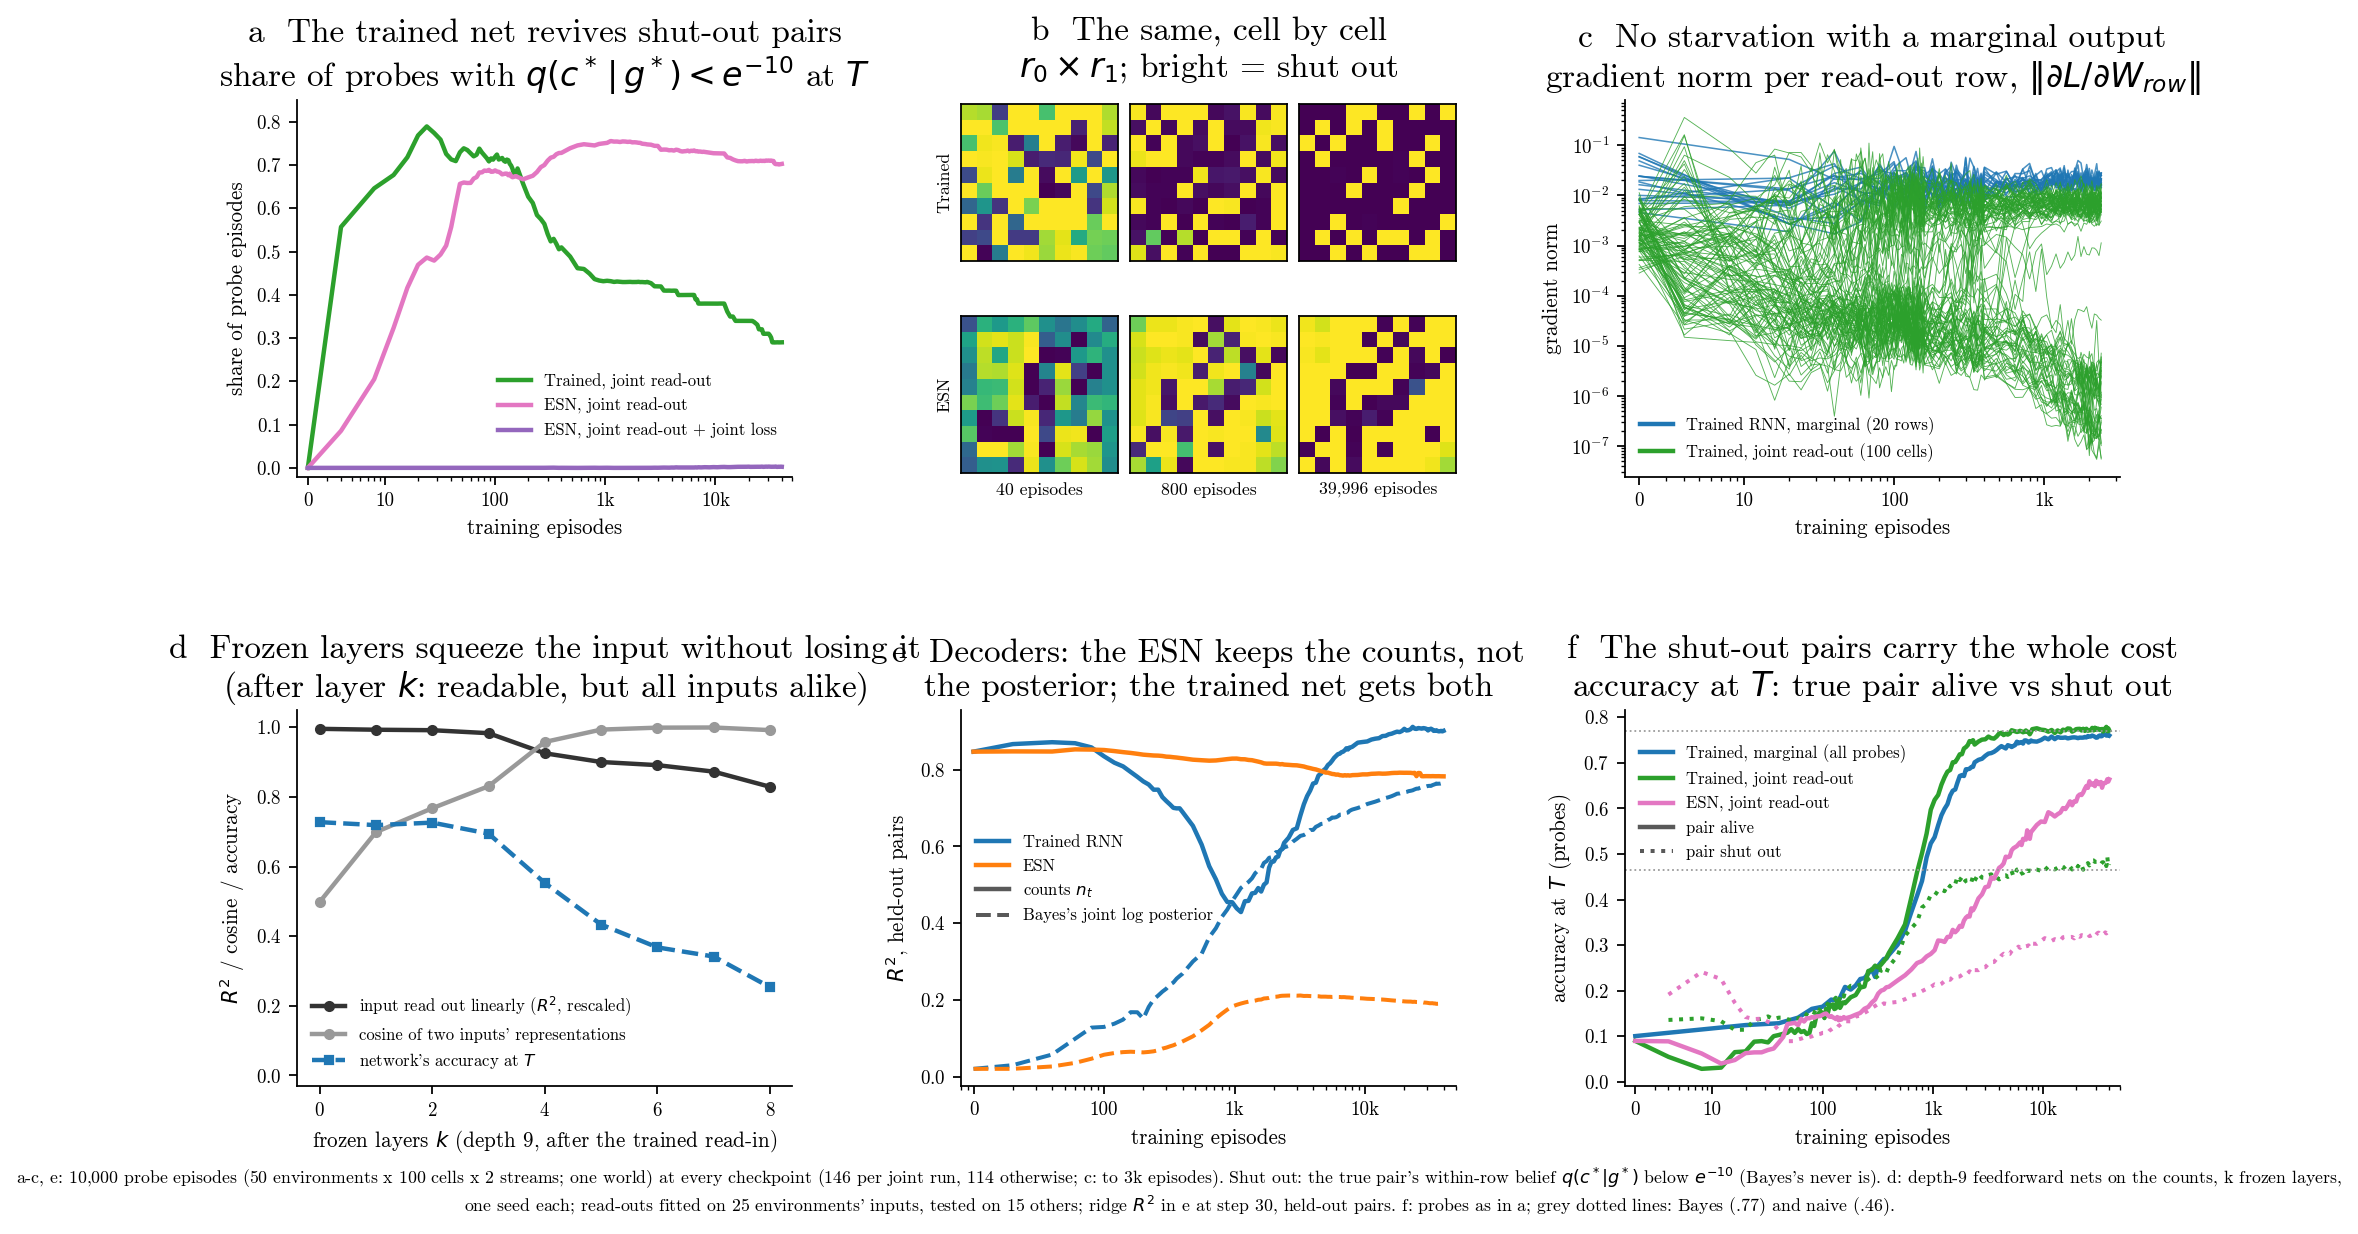 a  The trained net revives shut-out pairs
share of probes with q(c* | g*) < e⁻¹⁰ at T
share of probe episodes
0.8
0.7
0.6
0.5
0.4
0.3
0.2
0.1
0.0
Trained, joint read-out
ESN, joint read-out
ESN, joint read-out + joint loss
0 10 100 1k 10k
training episodes
b  The same, cell by cell
r₀ × r₁; bright = shut out
Trained
ESN
40 episodes
800 episodes
39,996 episodes
c  No starvation with a marginal output
gradient norm per read-out row, ‖∂L/∂W_row‖
gradient norm
10⁻¹
10⁻²
10⁻³
10⁻⁴
10⁻⁵
10⁻⁶
10⁻⁷
Trained RNN, marginal (20 rows)
Trained, joint read-out (100 cells)
0 10 100 1k
training episodes
d  Frozen layers squeeze the input without losing it
(after layer k: readable, but all inputs alike)
R² / cosine / accuracy
1.0
0.8
0.6
0.4
0.2
0.0
input read out linearly (R², rescaled)
cosine of two inputs' representations
network's accuracy at T
0 2 4 6 8
frozen layers k (depth 9, after the trained read-in)
e  Decoders: the ESN keeps the counts, not
the posterior; the trained net gets both
R², held-out pairs
0.8
0.6
0.4
0.2
0.0
Trained RNN
ESN
counts nₜ
Bayes's joint log posterior
0 100 1k 10k
training episodes
f  The shut-out pairs carry the whole cost
accuracy at T: true pair alive vs shut out
accuracy at T (probes)
0.8
0.7
0.6
0.5
0.4
0.3
0.2
0.1
0.0
Trained, marginal (all probes)
Trained, joint read-out
ESN, joint read-out
pair alive
pair shut out
0 10 100 1k 10k
training episodes
a-c, e: 10,000 probe episodes (50 environments x 100 cells x 2 streams; one world) at every checkpoint (146 per joint run, 114 otherwise; c: to 3k episodes). Shut out: the true pair's within-row belief q(c*|g*) below e⁻¹⁰ (Bayes's never is). d: depth-9 feedforward nets on the counts, k frozen layers,
one seed each; read-outs fitted on 25 environments' inputs, tested on 15 others; ridge R² in e at step 30, held-out pairs. f: probes as in a; grey dotted lines: Bayes (.77) and naive (.46).